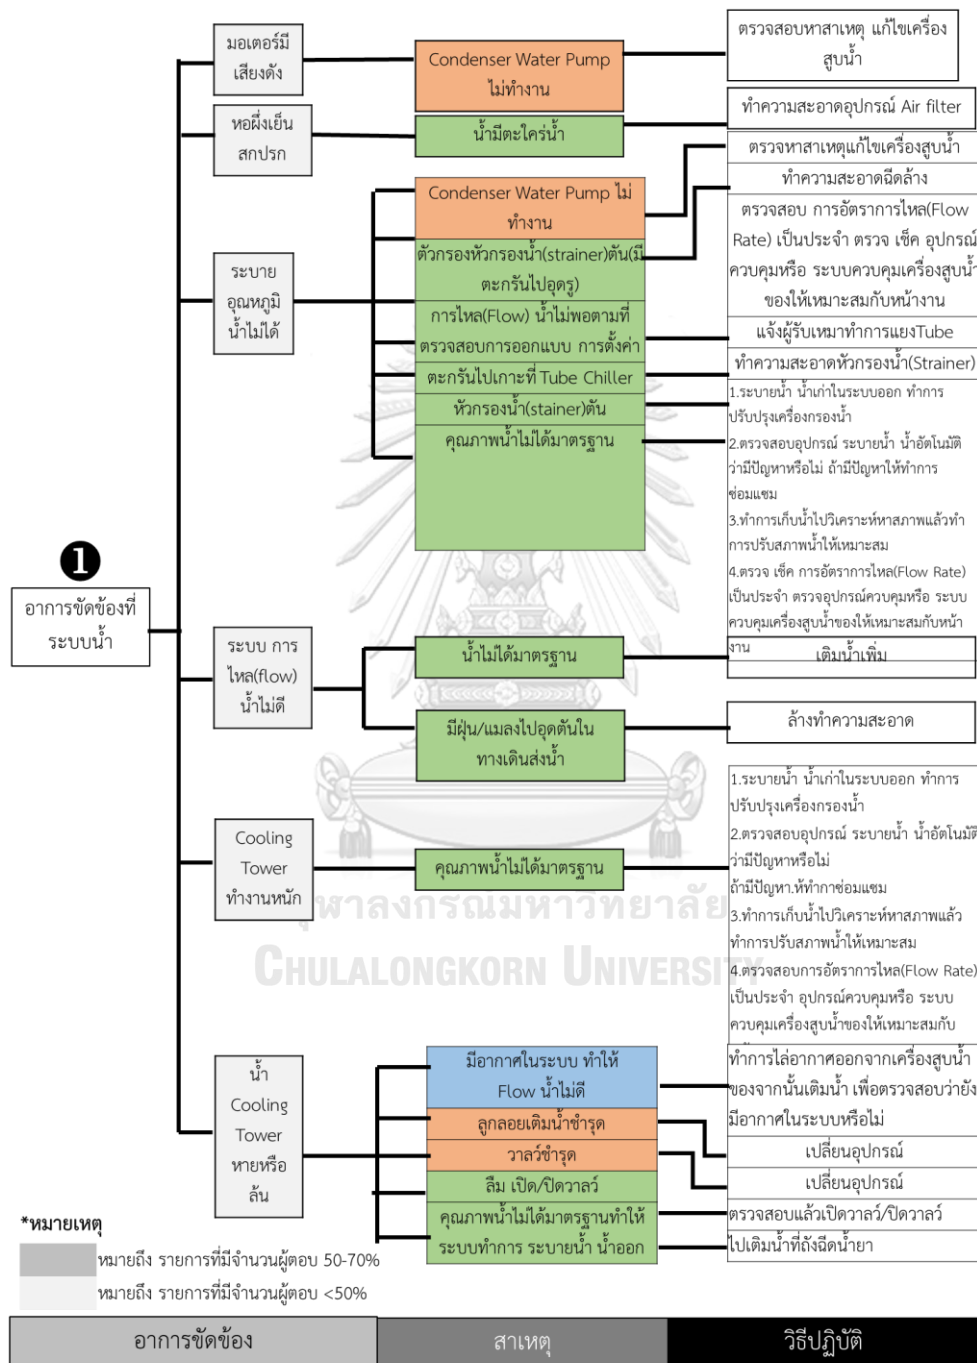 มอเตอร์มี
เสียงดัง
Condenser Water Pump
ไม่ทำงาน
ตรวจสอบหาสาเหตุ แก้ไขเครื่อง
สูบน้ำ
หอผึ่งเย็น
สกปรก
น้ำมีตะใคร่น้ำ
ทำความสะอาดอุปกรณ์ Air filter
ระบาย
อุณหภูมิ
น้ำไม่ได้
Condenser Water Pump ไม่
ทำงาน
ตัวกรองหัวกรองน้ำ(strainer)ตัน(มี
ตะกรันไปอุดรู)
การไหล(Flow) น้ำไม่พอตามที่
ตรวจสอบการออกแบบ การตั้งค่า
ตะกรันไปเกาะที่ Tube Chiller
หัวกรองน้ำ(stainer)ตัน
คุณภาพน้ำไม่ได้มาตรฐาน
ตรวจหาสาเหตุแก้ไขเครื่องสูบน้ำ
ทำความสะอาดฉีดล้าง
ตรวจสอบ การอัตราการไหล(Flow
Rate) เป็นประจำ ตรวจ เช็ค อุปกรณ์
ควบคุมหรือ ระบบควบคุมเครื่องสูบน้ำ
ของให้เหมาะสมกับหน้างาน
แจ้งผู้รับเหมาทำการแยงTube
ทำความสะอาดหัวกรองน้ำ(Strainer)
1.ระบายน้ำ น้ำเก่าในระบบออก ทำการ
ปรับปรุงเครื่องกรองน้ำ
2.ตรวจสอบอุปกรณ์ ระบายน้ำ น้ำอัตโนมัติ
ว่ามีปัญหาหรือไม่ ถ้ามีปัญหาให้ทำการ
ซ่อมแซม
3.ทำการเก็บน้ำไปวิเคราะห์หาสภาพแล้วทำ
การปรับสภาพน้ำให้เหมาะสม
4.ตรวจ เช็ค การอัตราการไหล(Flow Rate)
เป็นประจำ ตรวจอุปกรณ์ควบคุมหรือ ระบบ
ควบคุมเครื่องสูบน้ำของให้เหมาะสมกับหน้า
งาน
❶
อาการขัดข้องที่
ระบบน้ำ
ระบบ การ
ไหล(flow)
น้ำไม่ดี
น้ำไม่ได้มาตรฐาน
เติมน้ำเพิ่ม
มีฝุ่น/แมลงไปอุดตันใน
ทางเดินส่งน้ำ
ล้างทำความสะอาด
Cooling
Tower
ทำงานหนัก
คุณภาพน้ำไม่ได้มาตรฐาน
1.ระบายน้ำ น้ำเก่าในระบบออก ทำการ
ปรับปรุงเครื่องกรองน้ำ
2.ตรวจสอบอุปกรณ์ ระบายน้ำ น้ำอัตโนมัติ
ว่ามีปัญหาหรือไม่
ถ้ามีปัญหา.ห้ทำกาซ่อมแซม
3.ทำการเก็บน้ำไปวิเคราะห์หาสภาพแล้ว
ทำการปรับสภาพน้ำให้เหมาะสม
4.ตรวจสอบการอัตราการไหล(Flow Rate)
เป็นประจำ อุปกรณ์ควบคุมหรือ ระบบ
ควบคุมเครื่องสูบน้ำของให้เหมาะสมกับ
จุฬาลงกรณ์มหาวิทยาลัย
CHULALONGKORN UNIVERSITY
น้ำ
Cooling
Tower
หายหรือ
ล้น
มีอากาศในระบบ ทำให้
Flow น้ำไม่ดี
ลูกลอยเติมน้ำชำรุด
วาลว์ชำรุด
ลืม เปิด/ปิดวาลว์
คุณภาพน้ำไม่ได้มาตรฐานทำให้
ระบบทำการ ระบายน้ำ น้ำออก
ทำการไล่อากาศออกจากเครื่องสูบน้ำ
ของจากนั้นเติมน้ำ เพื่อตรวจสอบว่ายัง
มีอากาศในระบบหรือไม่
เปลี่ยนอุปกรณ์
เปลี่ยนอุปกรณ์
ตรวจสอบแล้วเปิดวาลว์/ปิดวาลว์
ไปเติมน้ำที่ถังฉีดน้ำยา
*หมายเหตุ
หมายถึง รายการที่มีจำนวนผู้ตอบ 50-70%
หมายถึง รายการที่มีจำนวนผู้ตอบ <50%
อาการขัดข้อง
สาเหตุ
วิธีปฏิบัติ